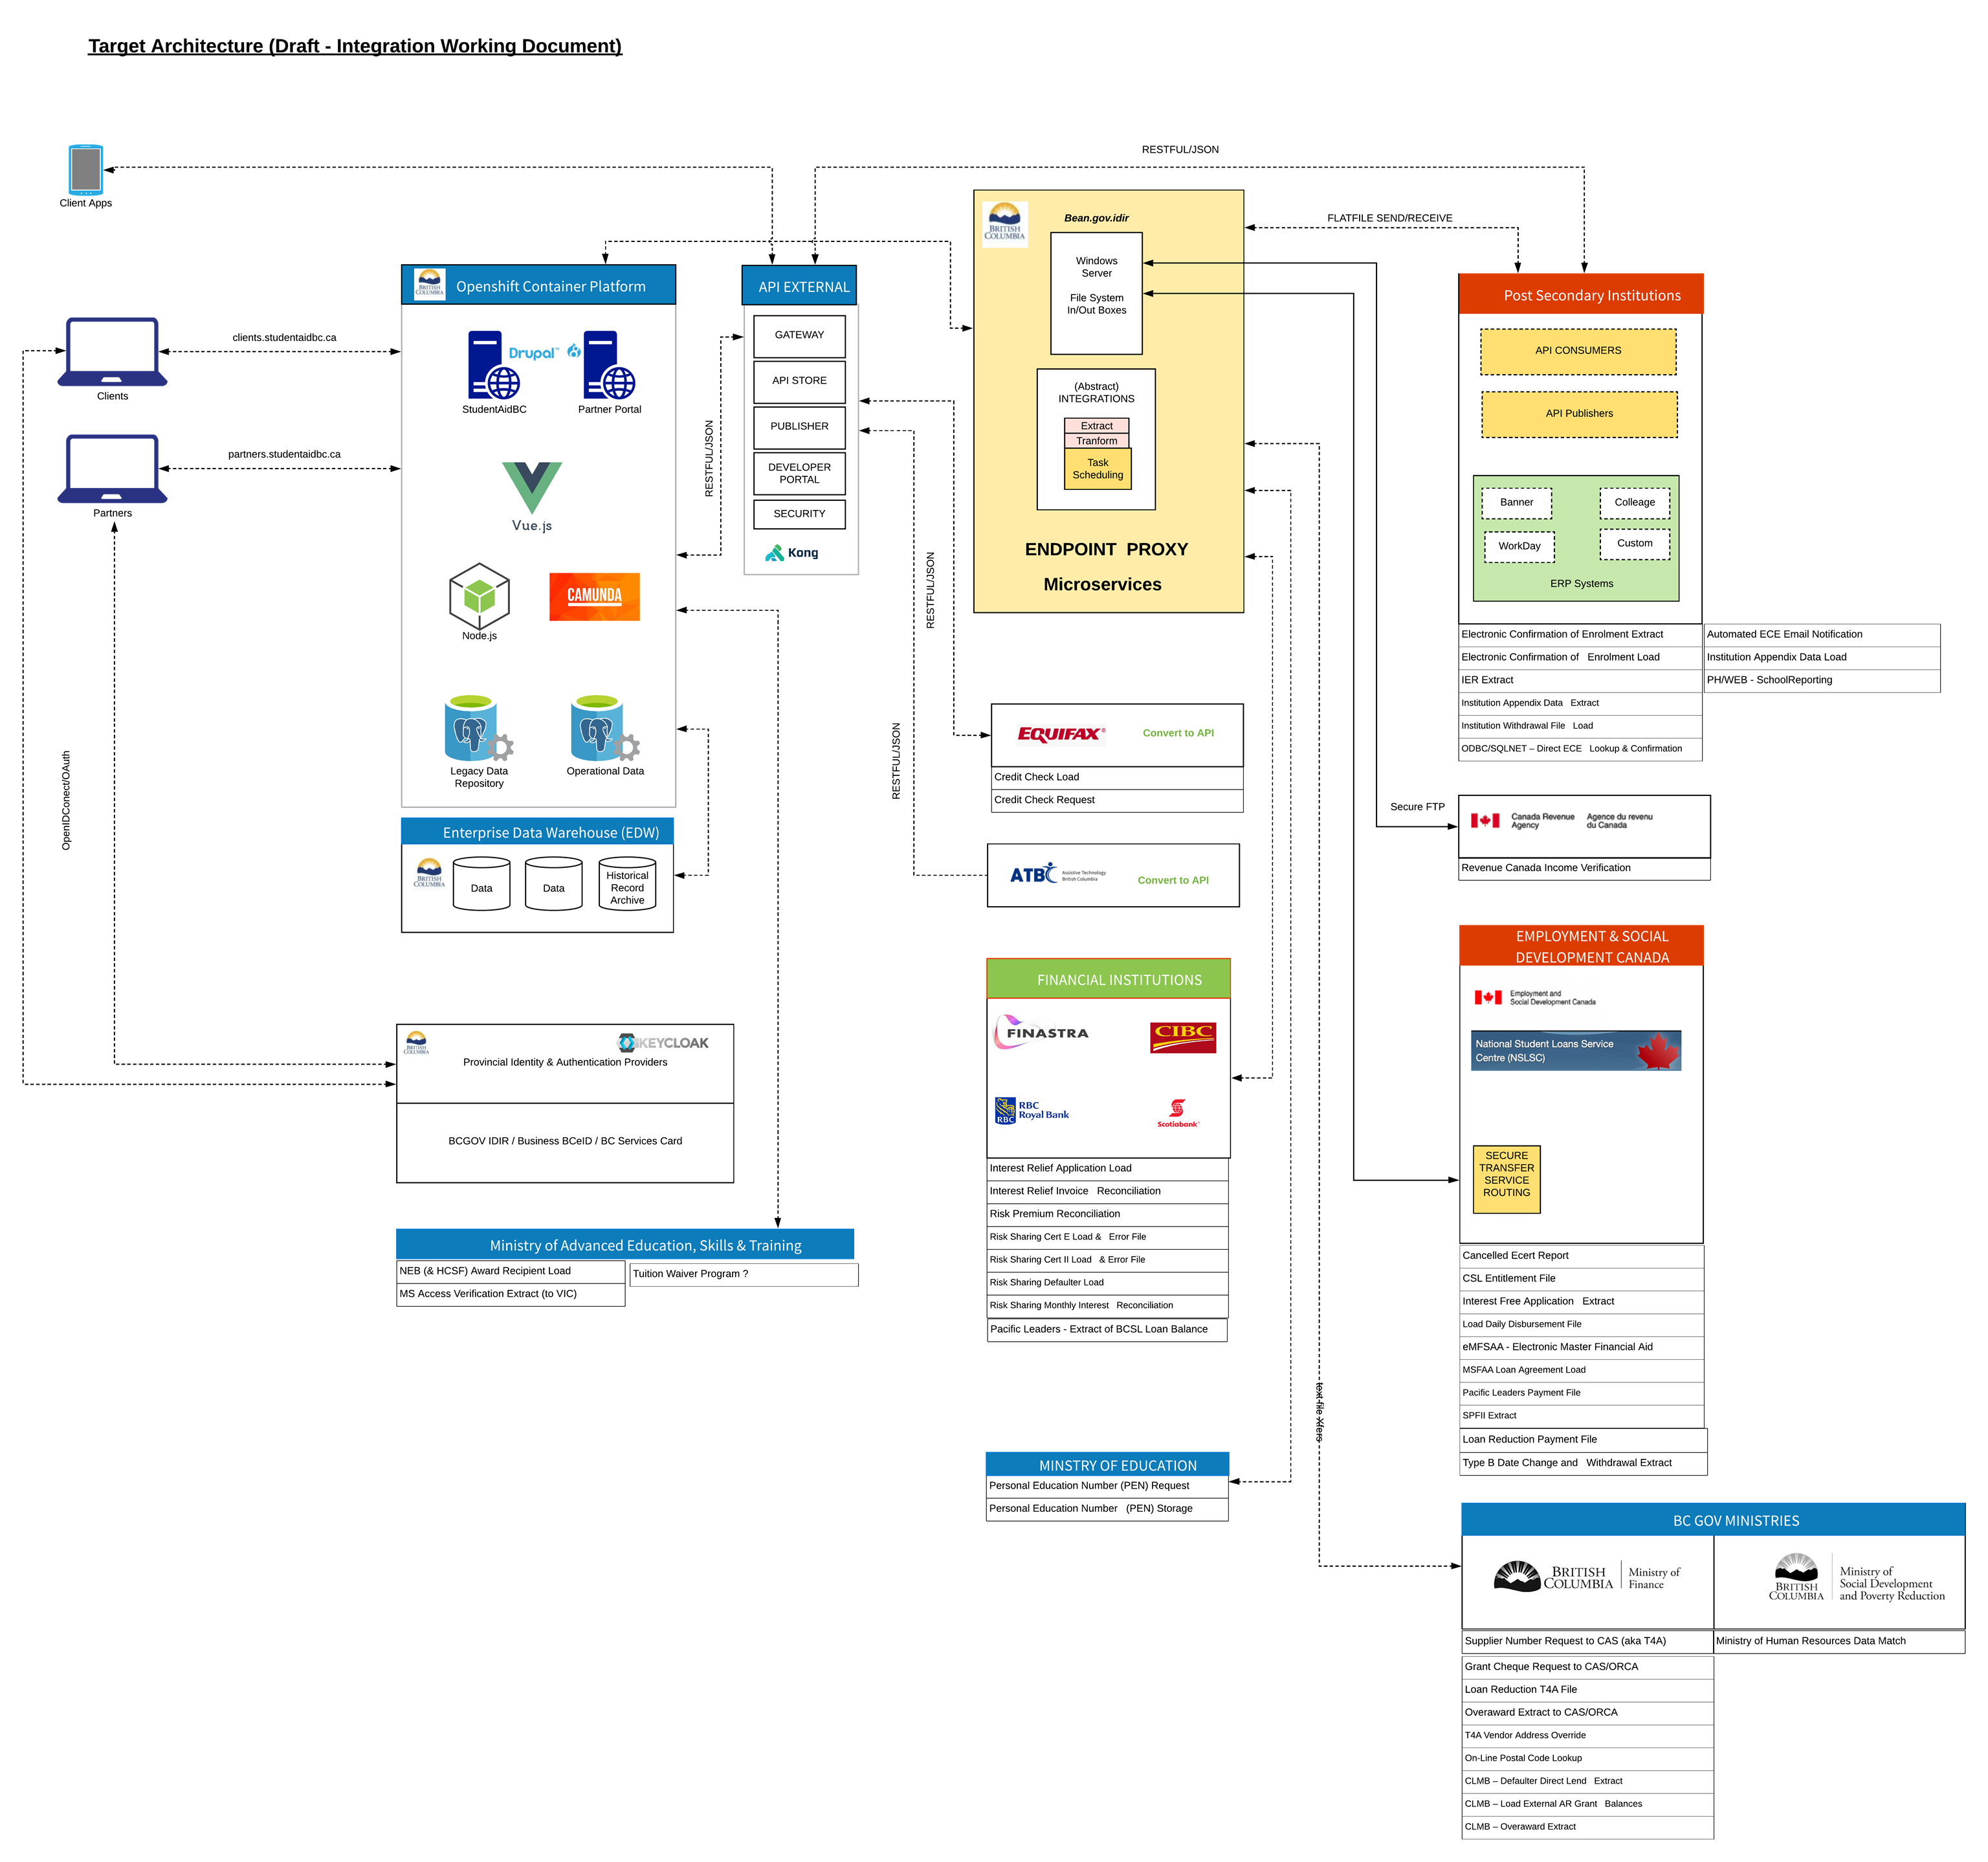 Target Architecture (Draft - Integration Working Document)
RESTFUL/JSON
Client Apps
BRITISH
COLUMBIA
Bean.gov.idir
FLATFILE SEND/RECEIVE
Windows
Server
File System
In/Out Boxes
(Abstract)
INTEGRATIONS
Extract
Tranform
Task
Scheduling
ENDPOINT PROXY
Microservices
BRITISH
COLUMBIA
Openshift Container Platform
API EXTERNAL
Post Secondary Institutions
clients.studentaidbc.ca
Clients
partners.studentaidbc.ca
Partners
Drupal™
StudentAidBC
Partner Portal
Vue.js
Node.js
CAMUNDA
Legacy Data
Repository
Operational Data
RESTFUL/JSON
GATEWAY
API STORE
PUBLISHER
DEVELOPER
PORTAL
SECURITY
Kong
RESTFUL/JSON
RESTFUL/JSON
API CONSUMERS
API Publishers
Banner
Colleage
WorkDay
Custom
ERP Systems
Electronic Confirmation of Enrolment Extract
Automated ECE Email Notification
Electronic Confirmation of Enrolment Load
Institution Appendix Data Load
IER Extract
PH/WEB - SchoolReporting
Institution Appendix Data Extract
Institution Withdrawal File Load
ODBC/SQLNET – Direct ECE Lookup & Confirmation
OpenIDConect/OAuth
Enterprise Data Warehouse (EDW)
BRITISH
COLUMBIA
Data
Data
Historical
Record
Archive
EQUIFAX®
Convert to API
Credit Check Load
Credit Check Request
ATBC
Assistive Technology
British Columbia
Convert to API
Secure FTP
Canada Revenue
Agency
Agence du revenu
du Canada
Revenue Canada Income Verification
EMPLOYMENT & SOCIAL
DEVELOPMENT CANADA
Employment and
Social Development Canada
National Student Loans Service
Centre (NSLSC)
SECURE
TRANSFER
SERVICE
ROUTING
Cancelled Ecert Report
CSL Entitlement File
Interest Free Application Extract
Load Daily Disbursement File
eMFSAA - Electronic Master Financial Aid
MSFAA Loan Agreement Load
Pacific Leaders Payment File
SPFII Extract
Loan Reduction Payment File
Type B Date Change and Withdrawal Extract
FINANCIAL INSTITUTIONS
FINASTRA
CIBC
RBC
RBC
Royal Bank
Scotiabank™
Interest Relief Application Load
Interest Relief Invoice Reconciliation
Risk Premium Reconciliation
Risk Sharing Cert E Load & Error File
Risk Sharing Cert II Load & Error File
Risk Sharing Defaulter Load
Risk Sharing Monthly Interest Reconciliation
Pacific Leaders - Extract of BCSL Loan Balance
BRITISH
COLUMBIA
KEYCLOAK
Provincial Identity & Authentication Providers
BCGOV IDIR / Business BCeID / BC Services Card
Ministry of Advanced Education, Skills & Training
NEB (& HCSF) Award Recipient Load
Tuition Waiver Program ?
MS Access Verification Extract (to VIC)
text-file Xfers
MINSTRY OF EDUCATION
Personal Education Number (PEN) Request
Personal Education Number (PEN) Storage
BC GOV MINISTRIES
BRITISH
COLUMBIA
Ministry of
Finance
BRITISH
COLUMBIA
Ministry of
Social Development
and Poverty Reduction
Supplier Number Request to CAS (aka T4A)
Ministry of Human Resources Data Match
Grant Cheque Request to CAS/ORCA
Loan Reduction T4A File
Overaward Extract to CAS/ORCA
T4A Vendor Address Override
On-Line Postal Code Lookup
CLMB – Defaulter Direct Lend Extract
CLMB – Load External AR Grant Balances
CLMB – Overaward Extract